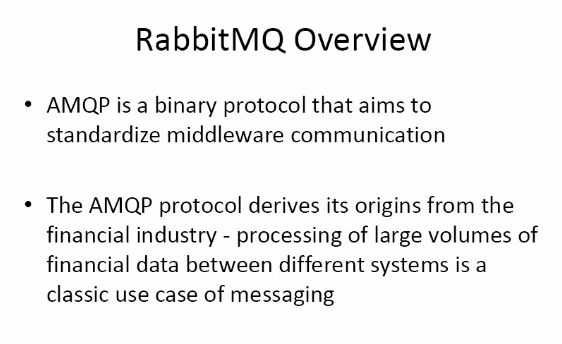 RabbitMQ Overview
• AMQP is a binary protocol that aims to
standardize middleware communication
• The AMQP protocol derives its origins from the
financial industry - processing of large volumes of
financial data between different systems is a
classic use case of messaging